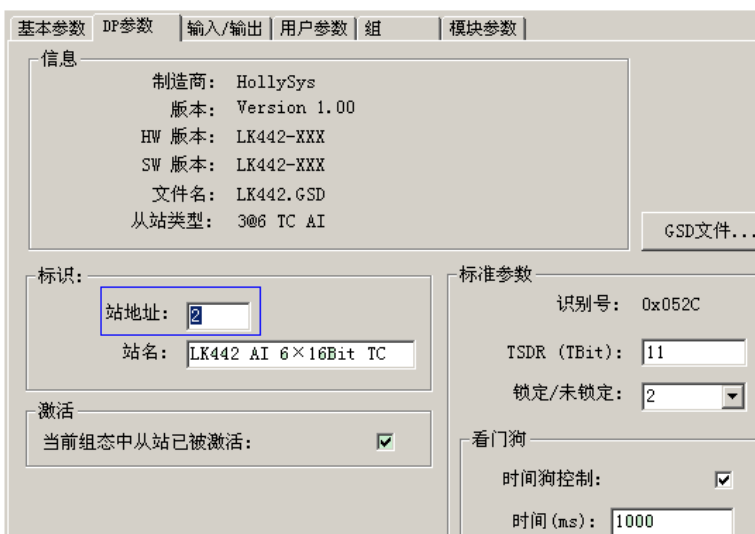 基本参数 DP参数 输入/输出 用户参数 组 模块参数
信息
制造商: HollySys
版本: Version 1.00
HW 版本: LK442-XXX
SW 版本: LK442-XXX
文件名: LK442.GSD
从站类型: 3@6 TC AI
GSD文件...
标识:
站地址: 2
站名: LK442 AI 6×16Bit TC
激活
当前组态中从站已被激活:
标准参数
识别号: 0x052C
TSDR (TBit): 11
锁定/未锁定: 2
看门狗
时间狗控制:
时间(ms): 1000